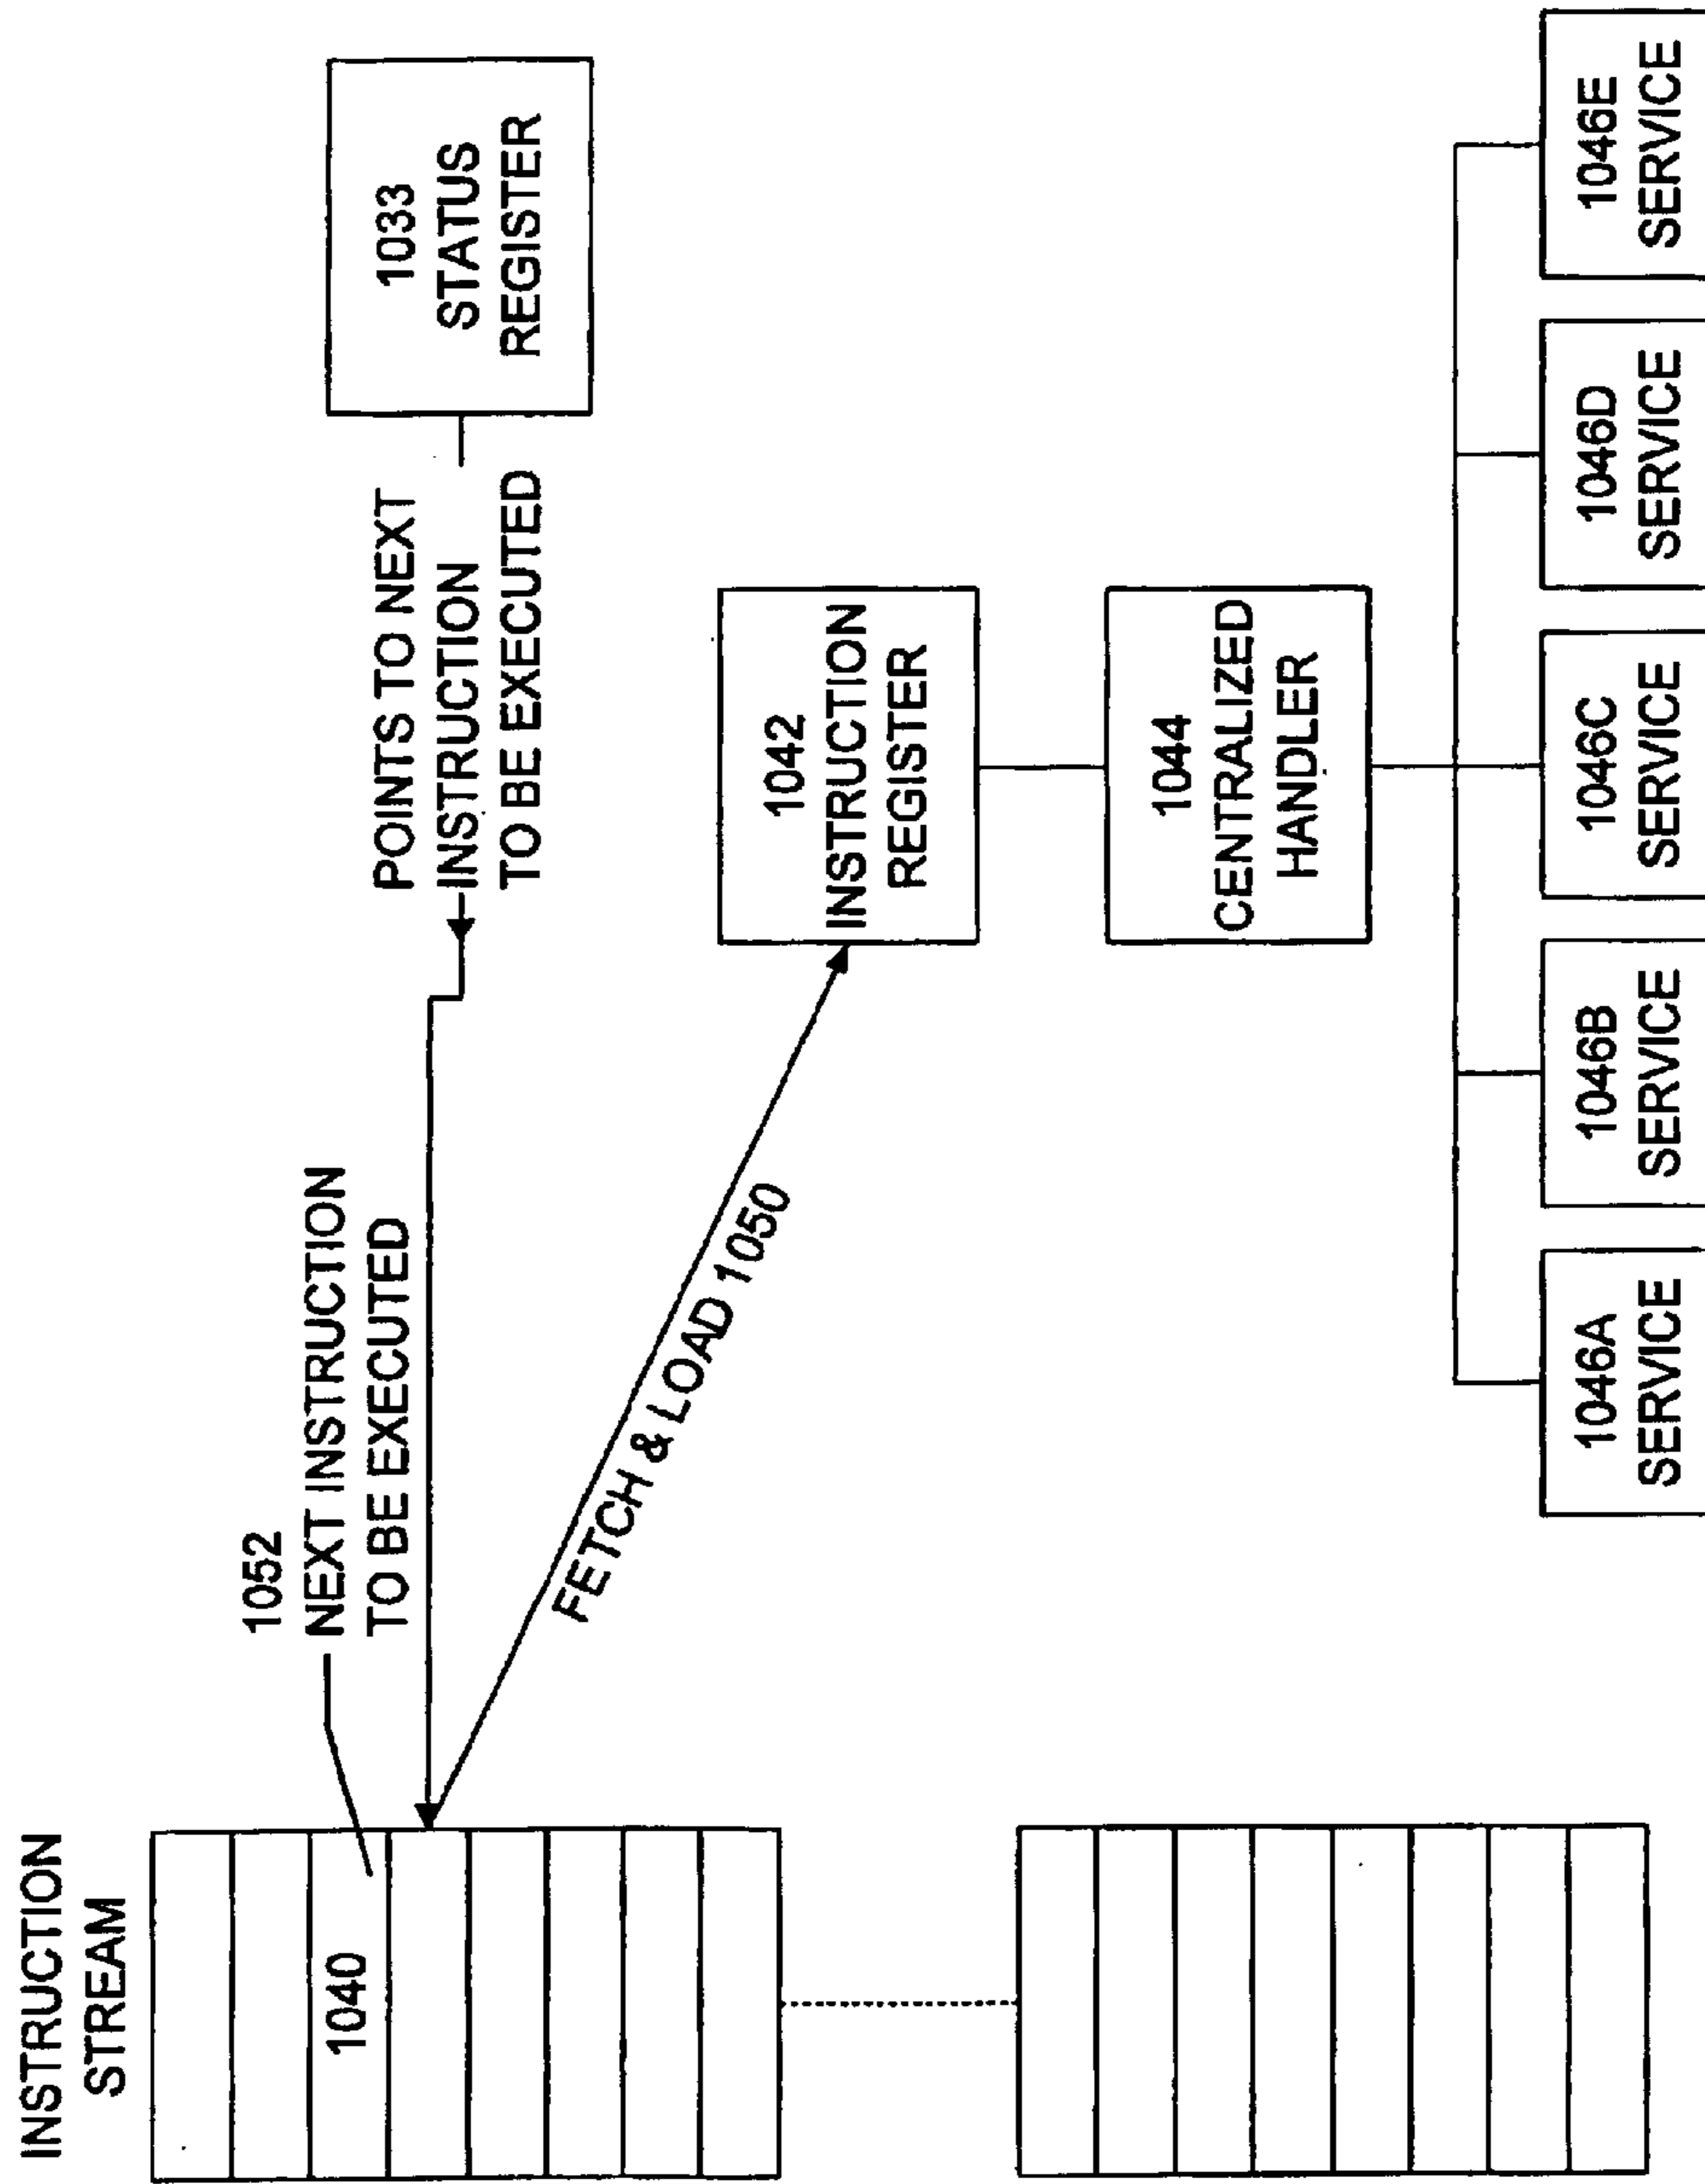 INSTRUCTION
STREAM
1040
1052
NEXT INSTRUCTION
TO BE EXECUTED
POINTS TO NEXT
INSTRUCTION
TO BE EXECUTED
1033
STATUS
REGISTER
FETCH & LOAD 1050
1042
INSTRUCTION
REGISTER
1044
CENTRALIZED
HANDLER
1046A
SERVICE
1046B
SERVICE
1046C
SERVICE
1046D
SERVICE
1046E
SERVICE